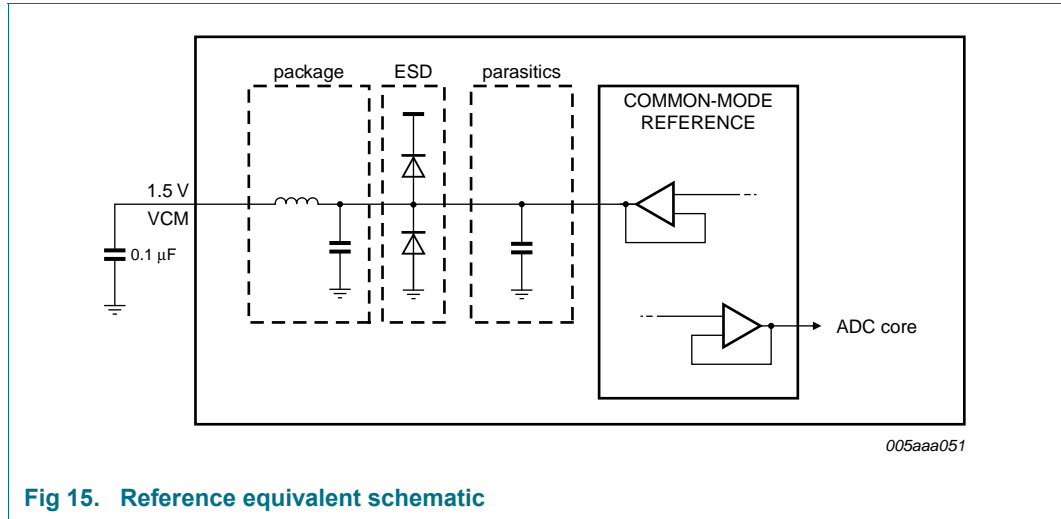 package
ESD
parasitics
COMMON-MODE
REFERENCE
1.5 V
VCM
0.1 μF
ADC core
005aaa051
Fig 15. Reference equivalent schematic